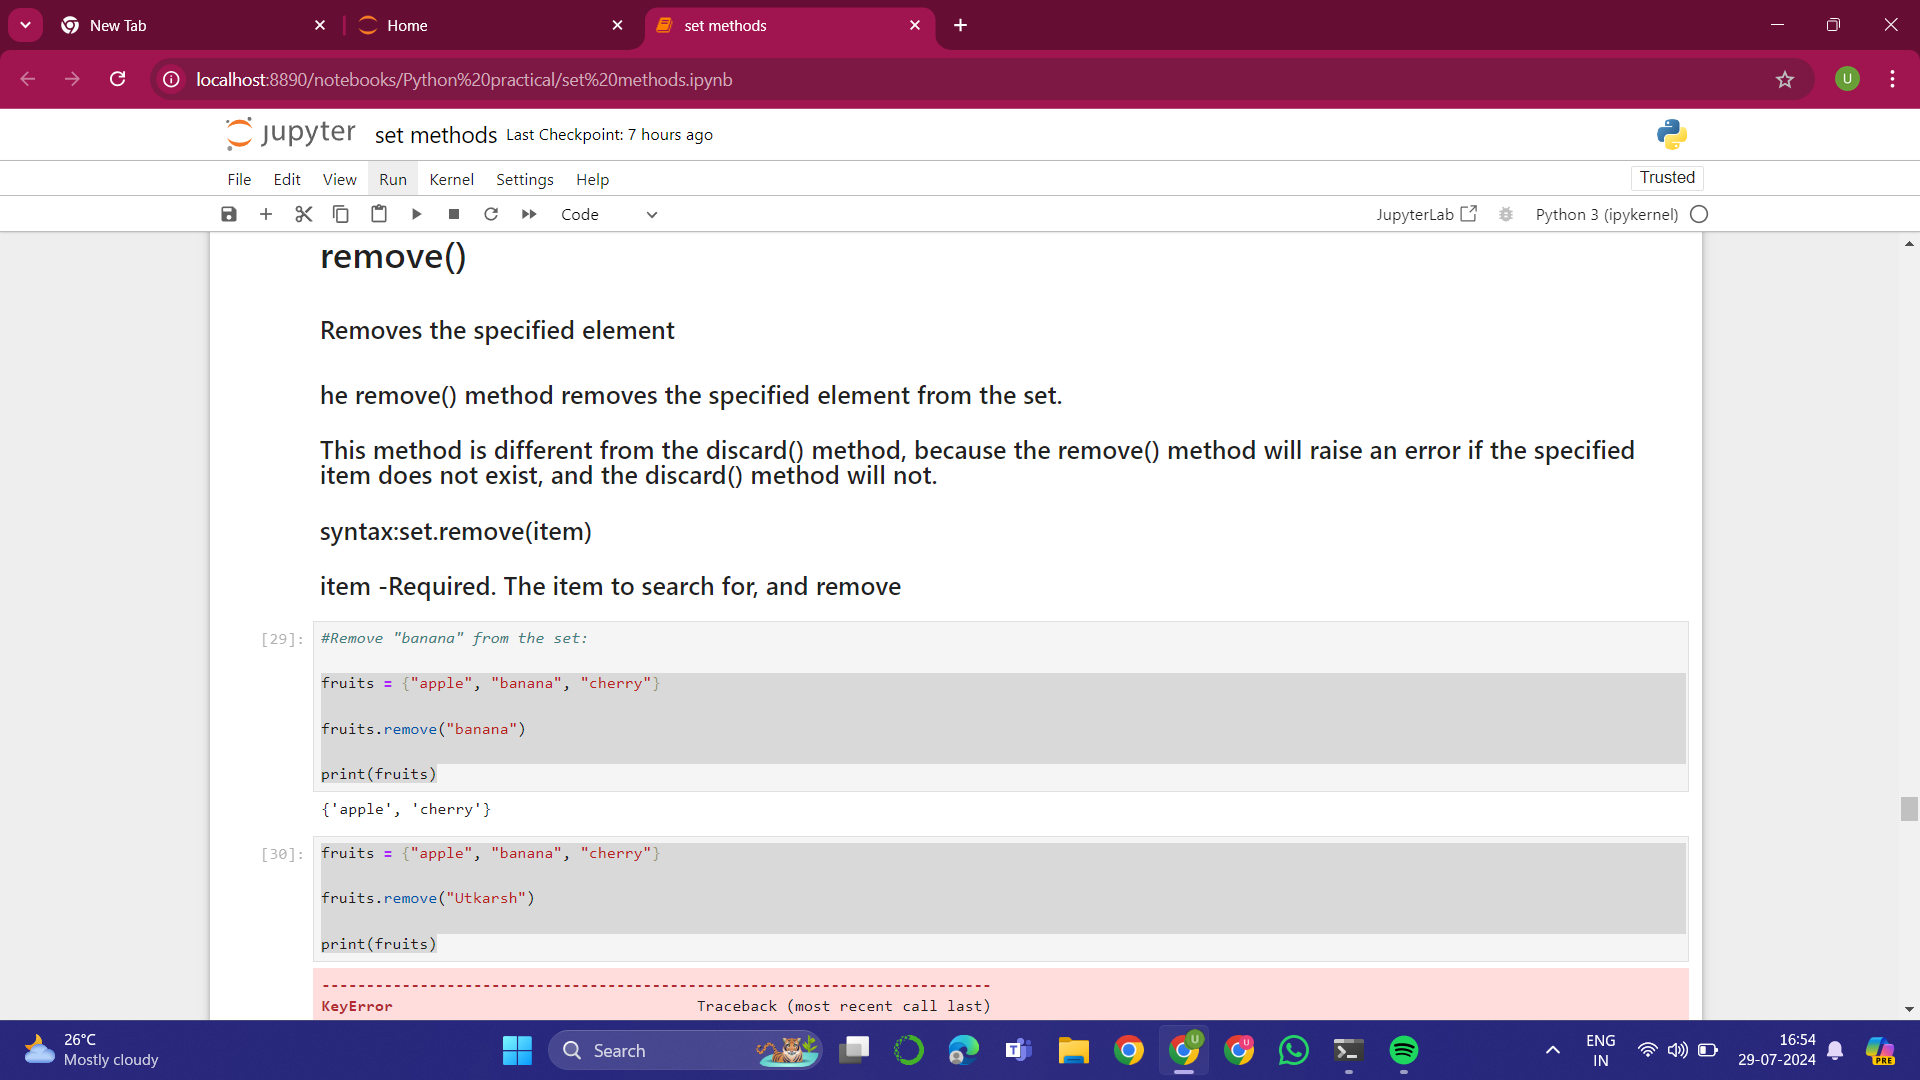 New Tab
Home
set methods
localhost:8890/notebooks/Python%20practical/set%20methods.ipynb
U
jupyter set methods Last Checkpoint: 7 hours ago
File Edit View Run Kernel Settings Help
Trusted
Code
JupyterLab
Python 3 (ipykernel)
remove()
Removes the specified element
he remove() method removes the specified element from the set.
This method is different from the discard() method, because the remove() method will raise an error if the specified
item does not exist, and the discard() method will not.
syntax:set.remove(item)
item -Required. The item to search for, and remove
[29]: #Remove "banana" from the set:
fruits = {"apple", "banana", "cherry"}
fruits.remove("banana")
print(fruits)
{'apple', 'cherry'}
[30]: fruits = {"apple", "banana", "cherry"}
fruits.remove("Utkarsh")
print(fruits)
---------------------------------------------------------------------------
KeyError Traceback (most recent call last)
26°C
Mostly cloudy
Search
U
U
ENG
IN
16:54
29-07-2024
PRE